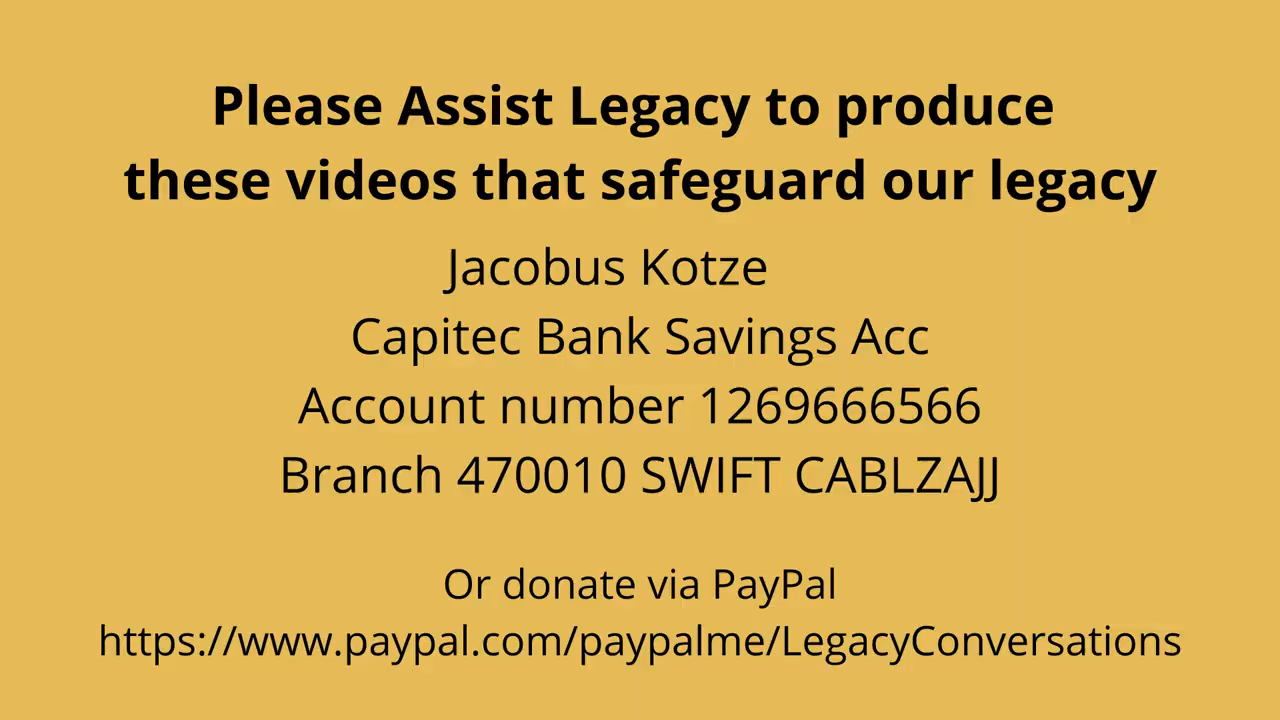 Please Assist Legacy to produce
these videos that safeguard our legacy
Jacobus Kotze
Capitec Bank Savings Acc
Account number 1269666566
Branch 470010 SWIFT CABLZAJJ
Or donate via PayPal
https://www.paypal.com/paypalme/LegacyConversations